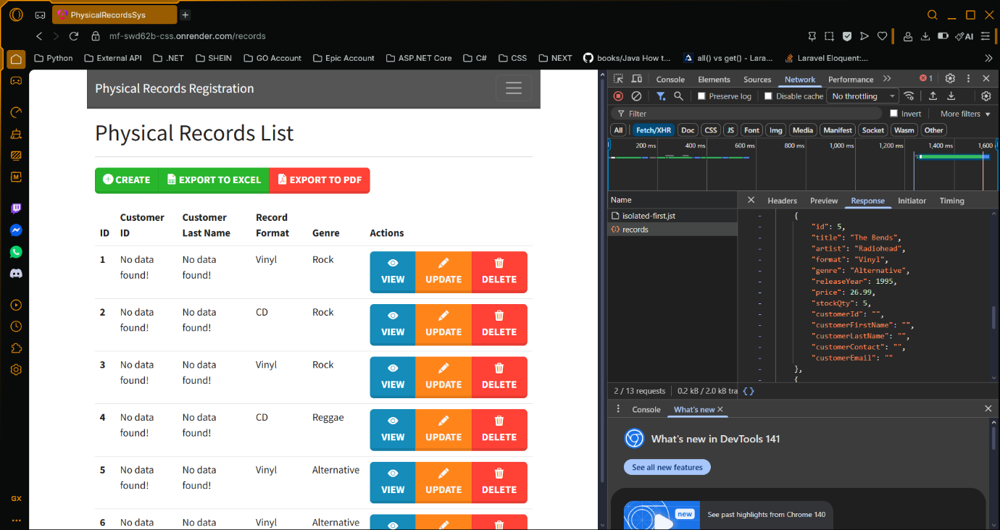 PhysicalRecordsSys
+
mf-swd62b-css.onrender.com/records
AI
Python External API .NET SHEIN GO Account Epic Account ASP.NET Core C# CSS NEXT books/Java How t... all() vs get() - Lara... Laravel Eloquent:...
Physical Records Registration
Physical Records List
CREATE EXPORT TO EXCEL EXPORT TO PDF
ID Customer ID Customer Last Name Record Format Genre Actions
1 No data found! No data found! Vinyl Rock VIEW UPDATE DELETE
2 No data found! No data found! CD Rock VIEW UPDATE DELETE
3 No data found! No data found! Vinyl Rock VIEW UPDATE DELETE
4 No data found! No data found! CD Reggae VIEW UPDATE DELETE
5 No data found! No data found! Vinyl Alternative VIEW UPDATE DELETE
6 No data No data Vinyl Alternative
M
GX
Console Elements Sources Network Performance 1
Preserve log Disable cache No throttling
Filter Invert More filters
All Fetch/XHR Doc CSS JS Font Img Media Manifest Socket Wasm Other
200 ms 400 ms 600 ms 800 ms 1,000 ms 1,200 ms 1,400 ms 1,600
Name Headers Preview Response Initiator Timing
isolated-first.jst
records
- {
- "id": 5,
- "title": "The Bends",
- "artist": "Radiohead",
- "format": "Vinyl",
- "genre": "Alternative",
- "releaseYear": 1995,
- "price": 26.99,
- "stockQty": 5,
- "customerId": "",
- "customerFirstName": "",
- "customerLastName": "",
- "customerContact": "",
- "customerEmail": ""
- },
- {
2 / 13 requests 0.2 kB / 2.0 kB tra { }
Console What's new
What's new in DevTools 141
See all new features
new
See past highlights from Chrome 140